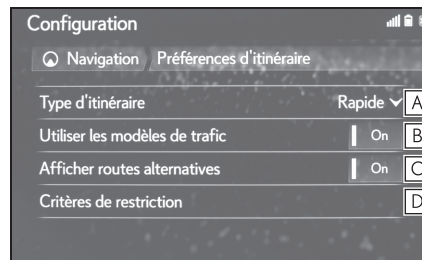 Configuration
Navigation Préférences d'itinéraire
Type d'itinéraire Rapide A
Utiliser les modèles de trafic On B
Afficher routes alternatives On C
Critères de restriction D